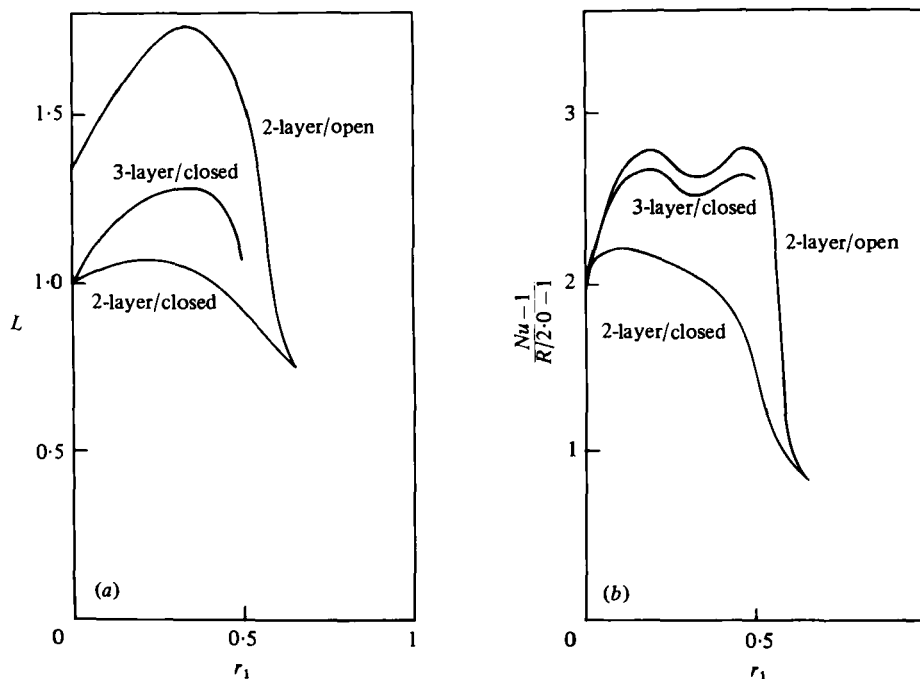 1·5
1·0
0·5
0
0·5
1
L
r₁
2-layer/open
3-layer/closed
2-layer/closed
(a)
3
2
1
0
0·5
Nu−1
R/2·0−1
r₁
3-layer/closed
2-layer/open
2-layer/closed
(b)